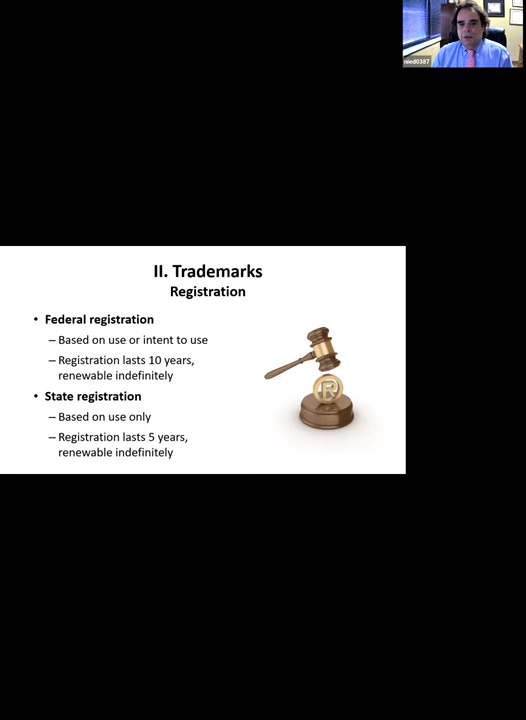 nied0387
II. Trademarks
Registration
• Federal registration
– Based on use or intent to use
– Registration lasts 10 years,
renewable indefinitely
• State registration
– Based on use only
– Registration lasts 5 years,
renewable indefinitely
R